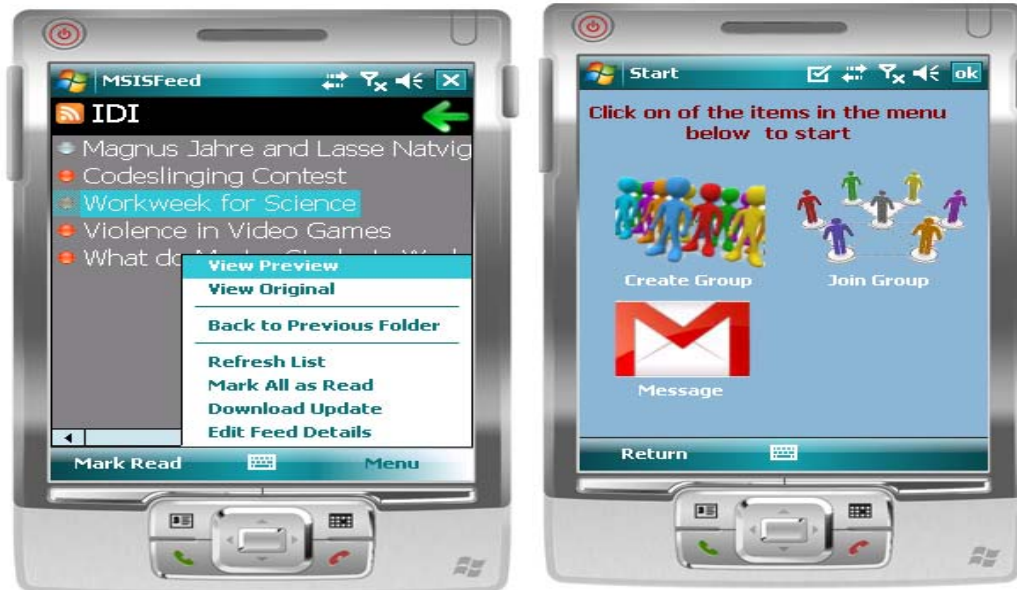 MSISFeed
IDI
Magnus Jahre and Lasse Natvig
Codeslinging Contest
Workweek for Science
Violence in Video Games
What do
View Preview
View Original
Back to Previous Folder
Refresh List
Mark All as Read
Download Update
Edit Feed Details
Mark Read
Menu
Start
ok
Click on of the items in the menu
below to start
Create Group
Join Group
Message
Return